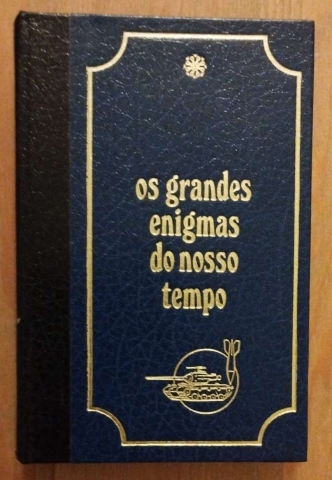 os grandes
enigmas
do nosso
tempo